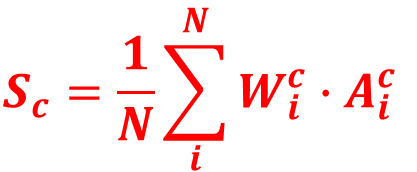 S_c = \frac{1}{N} \sum_{i}^{N} W_i^c \cdot A_i^c